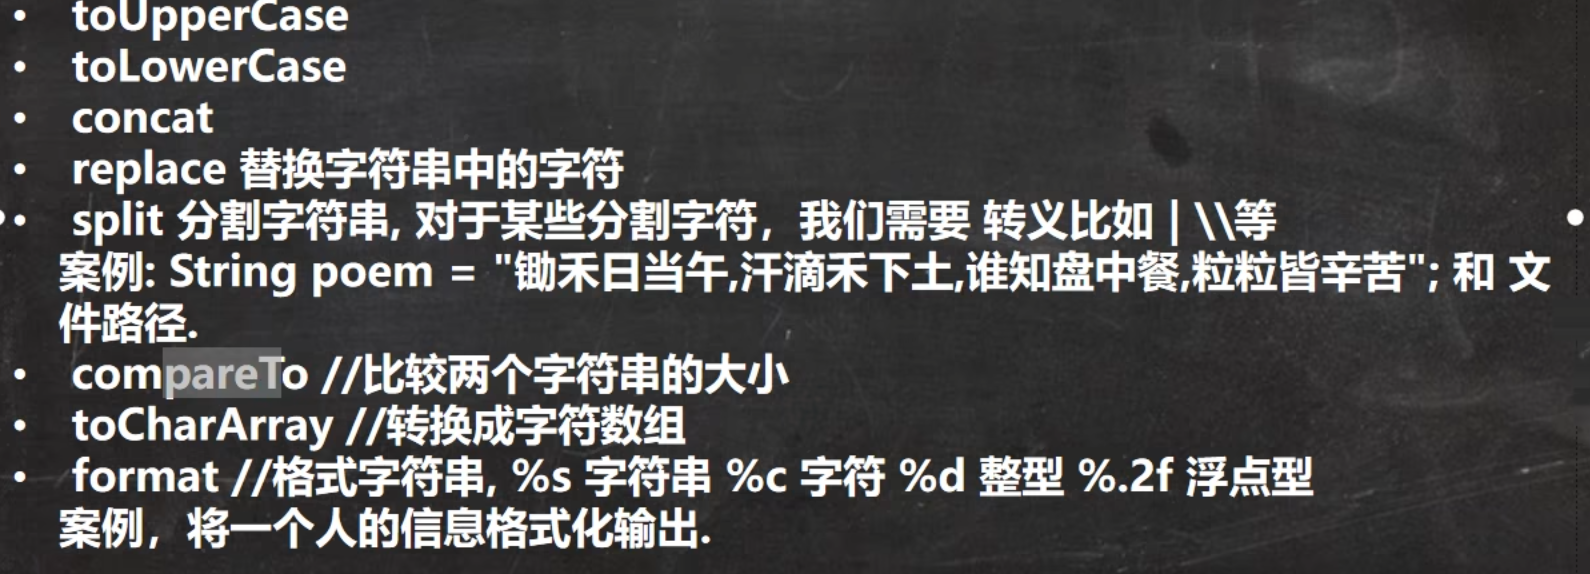 • toUpperCase
• toLowerCase
• concat
• replace 替换字符串中的字符
• split 分割字符串, 对于某些分割字符，我们需要 转义比如 | \\等
案例: String poem = "锄禾日当午,汗滴禾下土,谁知盘中餐,粒粒皆辛苦"; 和 文
件路径.
• compareTo //比较两个字符串的大小
• toCharArray //转换成字符数组
• format //格式字符串, %s 字符串 %c 字符 %d 整型 %.2f 浮点型
案例，将一个人的信息格式化输出.